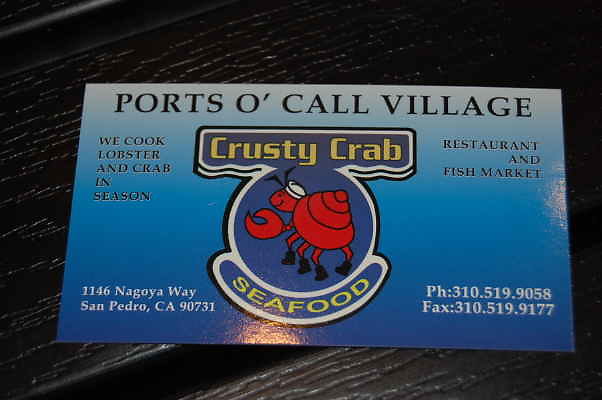 PORTS O' CALL VILLAGE
WE COOK
LOBSTER
AND CRAB
IN
SEASON
Crusty Crab
SEAFOOD
RESTAURANT
AND
FISH MARKET
1146 Nagoya Way
San Pedro, CA 90731
Ph:310.519.9058
Fax:310.519.9177